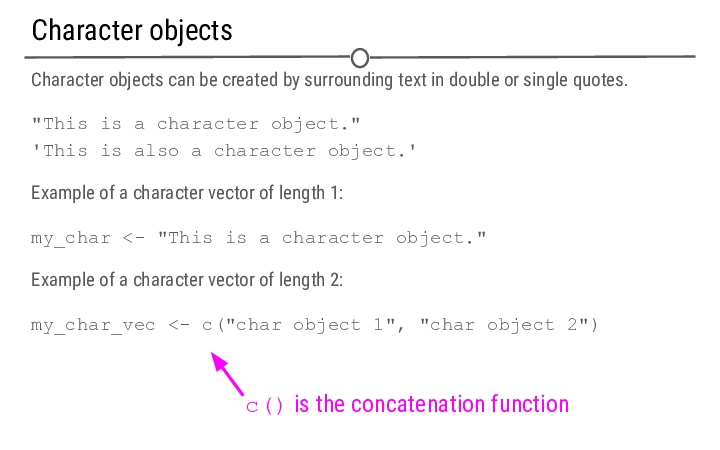 Character objects
Character objects can be created by surrounding text in double or single quotes.
"This is a character object."
'This is also a character object.'
Example of a character vector of length 1:
my_char <- "This is a character object."
Example of a character vector of length 2:
my_char_vec <- c("char object 1", "char object 2")
c() is the concatenation function